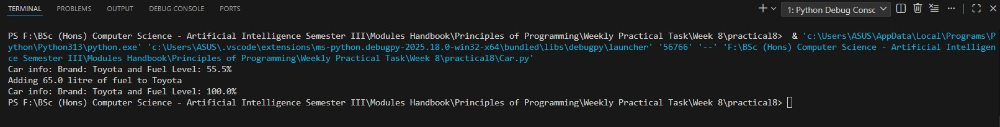 TERMINAL PROBLEMS OUTPUT DEBUG CONSOLE PORTS 1: Python Debug Consc
PS F:\BSc (Hons) Computer Science - Artificial Intelligence Semester III\Modules Handbook\Principles of Programming\Weekly Practical Task\Week 8\practical8>  & 'c:\Users\ASUS\AppData\Local\Programs\P
ython\Python313\python.exe' 'c:\Users\ASUS\.vscode\extensions\ms-python.debugpy-2025.18.0-win32-x64\bundled\libs\debugpy\launcher' '56766' '--' 'F:\BSc (Hons) Computer Science - Artificial Intelligen
ce Semester III\Modules Handbook\Principles of Programming\Weekly Practical Task\Week 8\practical8\Car.py'
Car info: Brand: Toyota and Fuel Level: 55.5%
Adding 65.0 litre of fuel to Toyota
Car info: Brand: Toyota and Fuel Level: 100.0%
PS F:\BSc (Hons) Computer Science - Artificial Intelligence Semester III\Modules Handbook\Principles of Programming\Weekly Practical Task\Week 8\practical8>